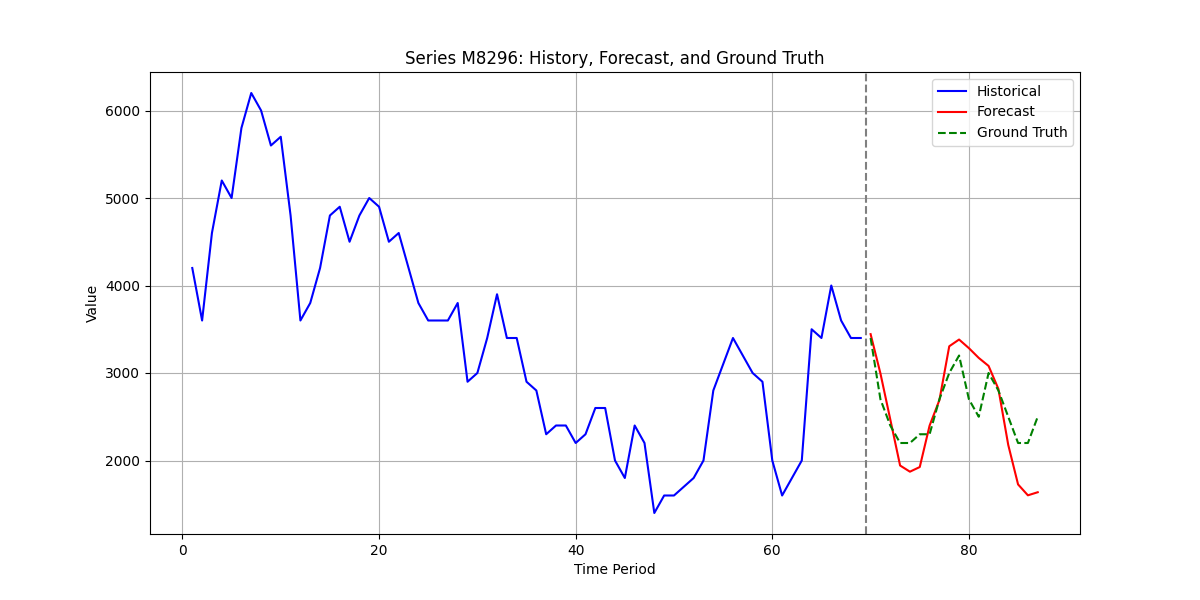 Series M8296: History, Forecast, and Ground Truth
Historical
Forecast
Ground Truth
Value
6000
5000
4000
3000
2000
0
20
40
60
80
Time Period